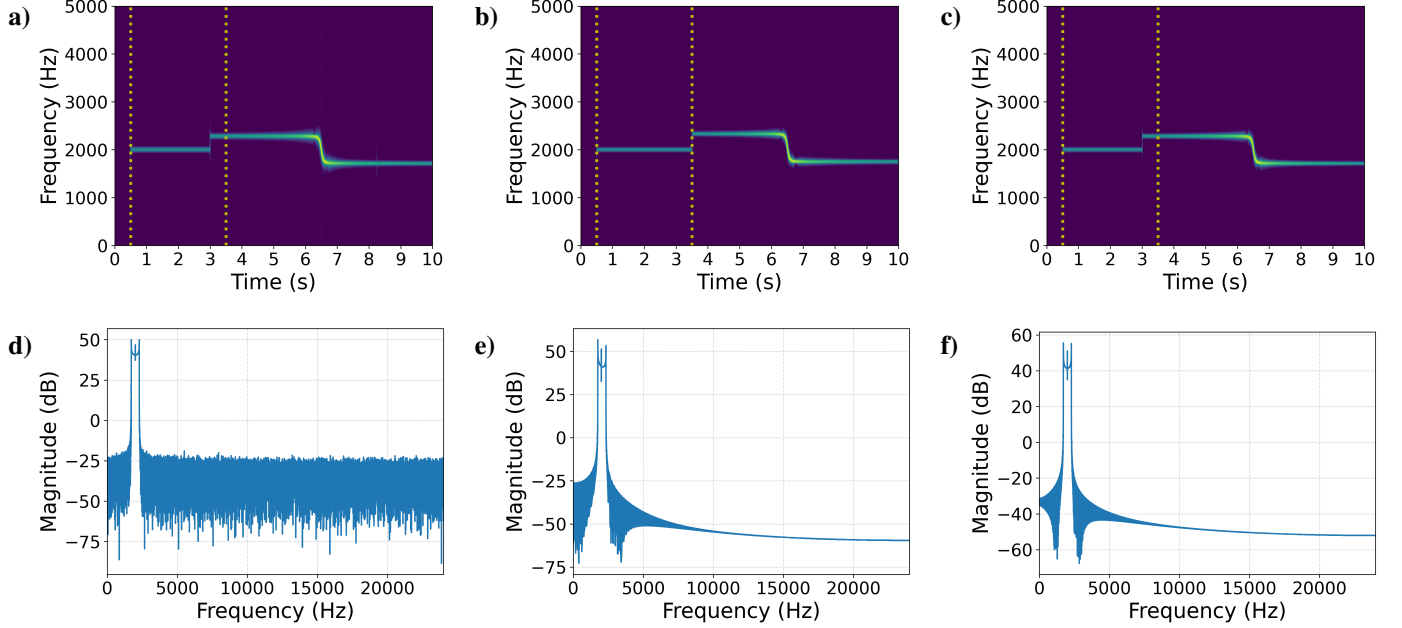 a)
5000
4000
3000
2000
1000
0
Frequency (Hz)
0 1 2 3 4 5 6 7 8 9 10
Time (s)
b)
5000
4000
3000
2000
1000
0
Frequency (Hz)
0 1 2 3 4 5 6 7 8 9 10
Time (s)
c)
5000
4000
3000
2000
1000
0
Frequency (Hz)
0 1 2 3 4 5 6 7 8 9 10
Time (s)
d)
50
25
0
−25
−50
−75
Magnitude (dB)
0 5000 10000 15000 20000
Frequency (Hz)
e)
50
25
0
−25
−50
−75
Magnitude (dB)
0 5000 10000 15000 20000
Frequency (Hz)
f)
60
40
20
0
−20
−40
−60
Magnitude (dB)
0 5000 10000 15000 20000
Frequency (Hz)